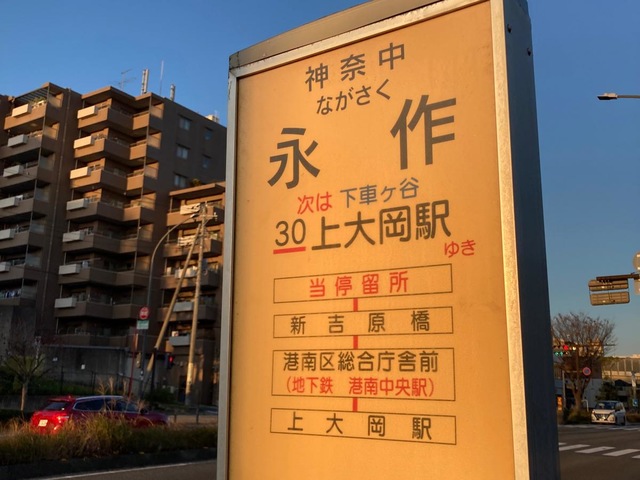 神奈中
ながさく
永作
次は 下車ヶ谷
30 上大岡駅
ゆき
当停留所
新吉原橋
港南区総合庁舎前
(地下鉄 港南中央駅)
上大岡駅